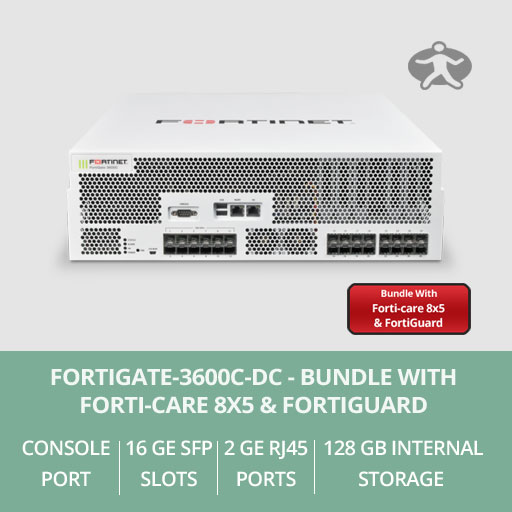 FORTINET
FORTINET
Bundle With
Forti-care 8x5
& FortiGuard
FORTIGATE-3600C-DC - BUNDLE WITH
FORTI-CARE 8X5 & FORTIGUARD
CONSOLE
PORT
16 GE SFP
SLOTS
2 GE RJ45
PORTS
128 GB INTERNAL
STORAGE